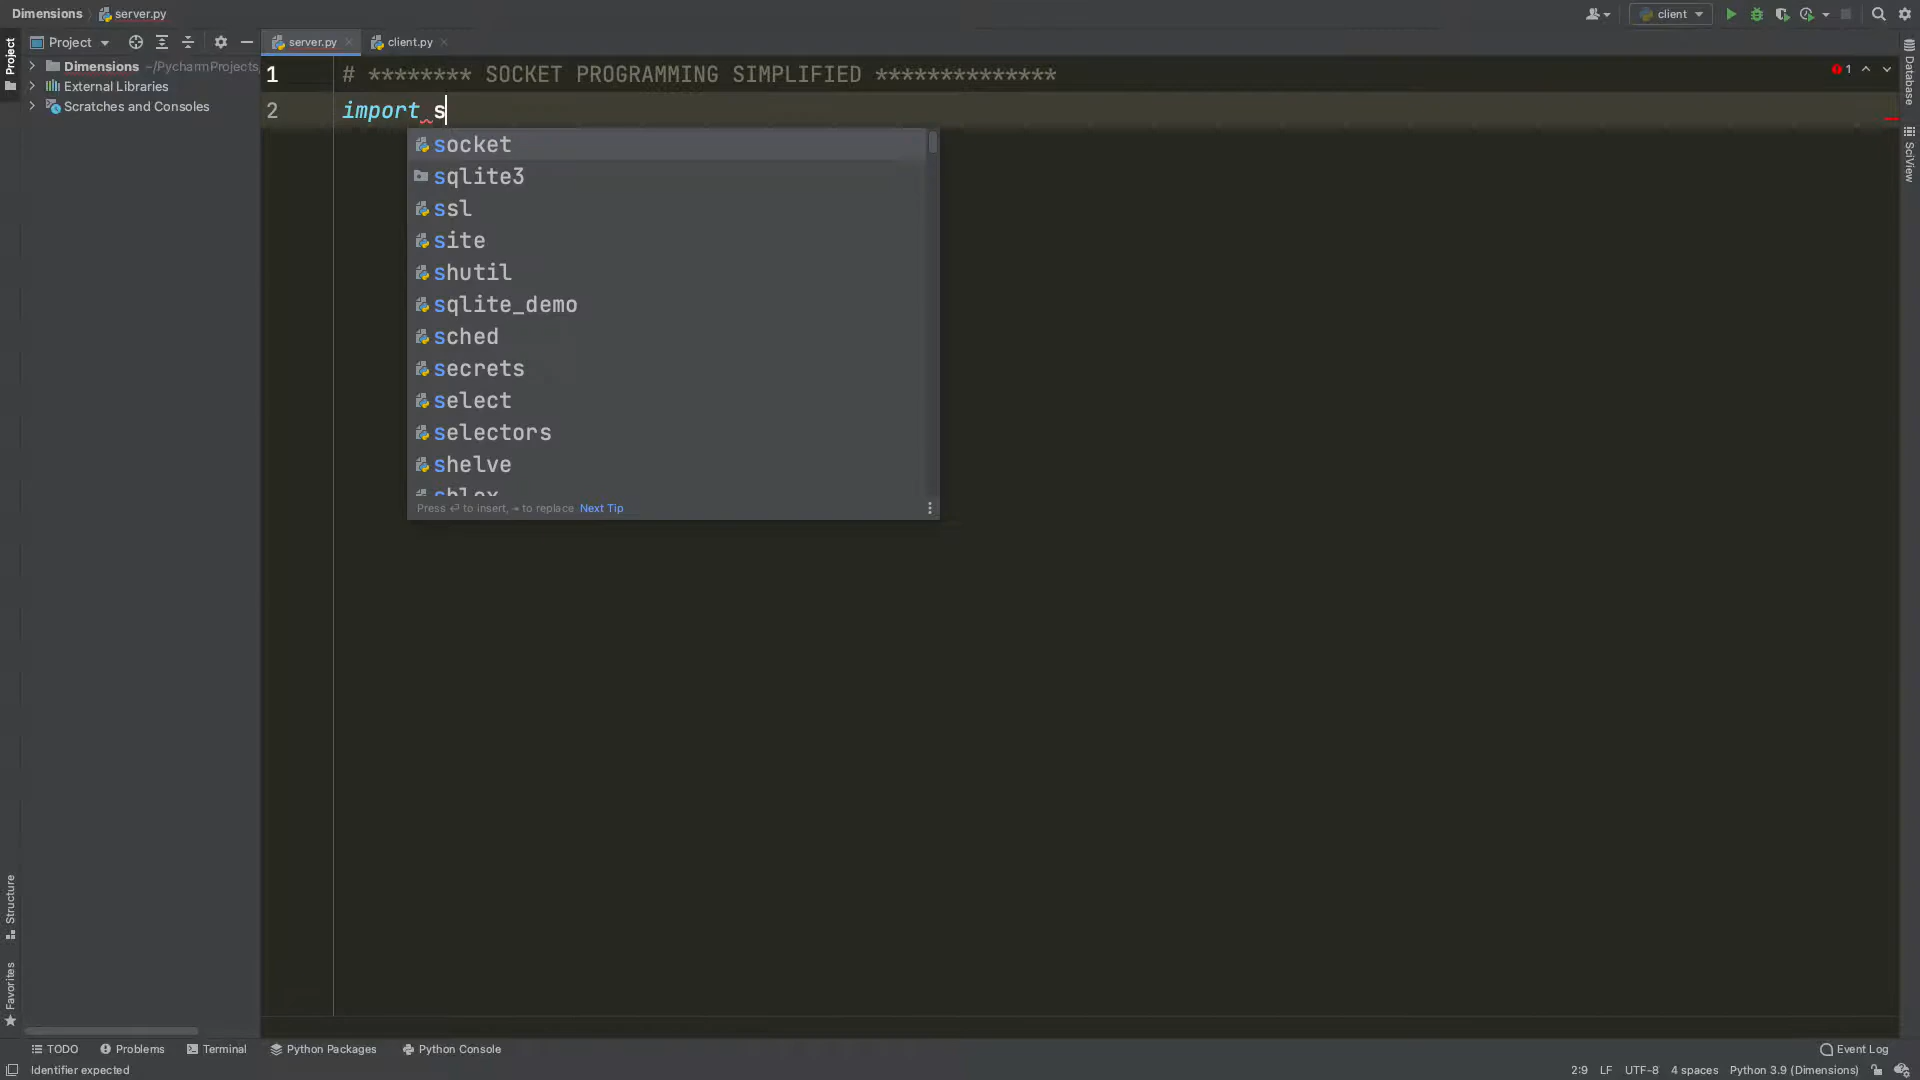 Dimensions server.py
client
Project
server.py
client.py
Dimensions ~/PycharmProjects
External Libraries
Scratches and Consoles
1 # ******** SOCKET PROGRAMMING SIMPLIFIED **************
2 import s
1
socket
sqlite3
ssl
site
shutil
sqlite_demo
sched
secrets
select
selectors
shelve
Press ⏎ to insert, ⇥ to replace Next Tip
Project
Structure
Favorites
Database
SciView
TODO Problems Terminal Python Packages Python Console
Event Log
Identifier expected
2:9 LF UTF-8 4 spaces Python 3.9 (Dimensions)